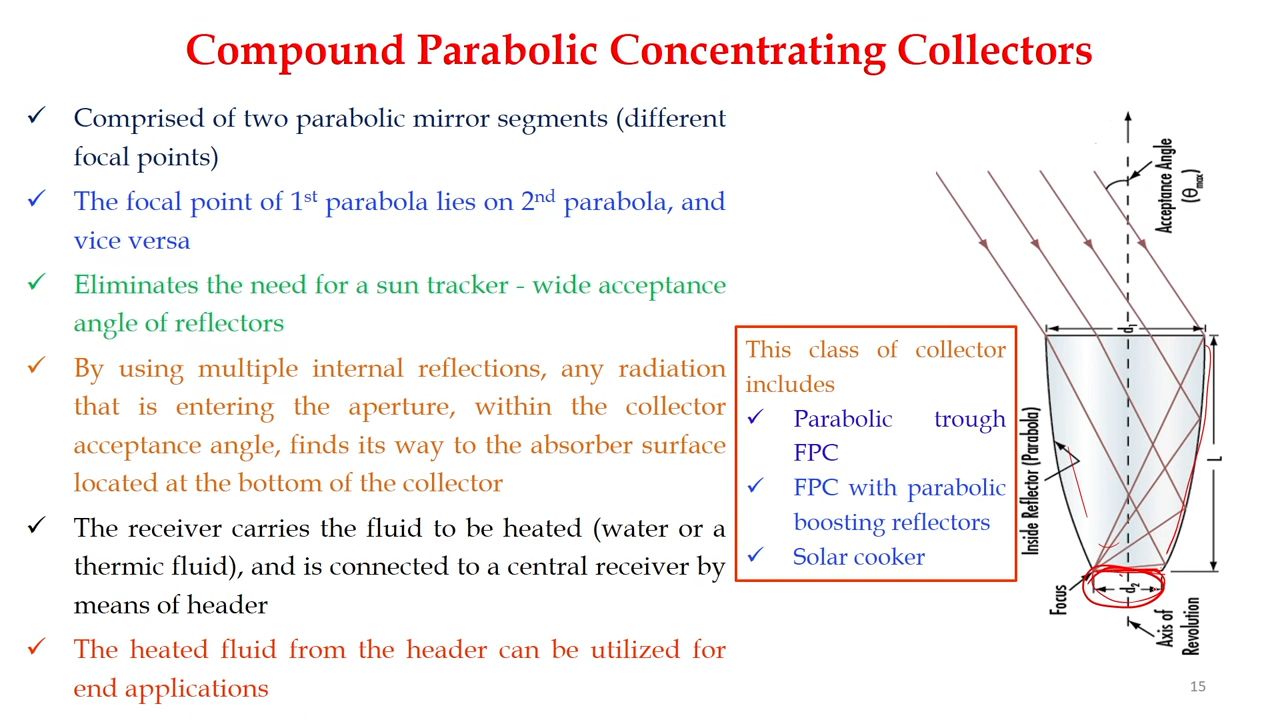 Compound Parabolic Concentrating Collectors
✓ Comprised of two parabolic mirror segments (different
focal points)
✓ The focal point of 1st parabola lies on 2nd parabola, and
vice versa
✓ Eliminates the need for a sun tracker - wide acceptance
angle of reflectors
✓ By using multiple internal reflections, any radiation
that is entering the aperture, within the collector
acceptance angle, finds its way to the absorber surface
located at the bottom of the collector
✓ The receiver carries the fluid to be heated (water or a
thermic fluid), and is connected to a central receiver by
means of header
✓ The heated fluid from the header can be utilized for
end applications
This class of collector
includes
✓ Parabolic trough
FPC
✓ FPC with parabolic
boosting reflectors
✓ Solar cooker
Acceptance Angle
(θmax)
d1
Inside Reflector (Parabola)
L
Focus
d2
Axis of
Revolution
15